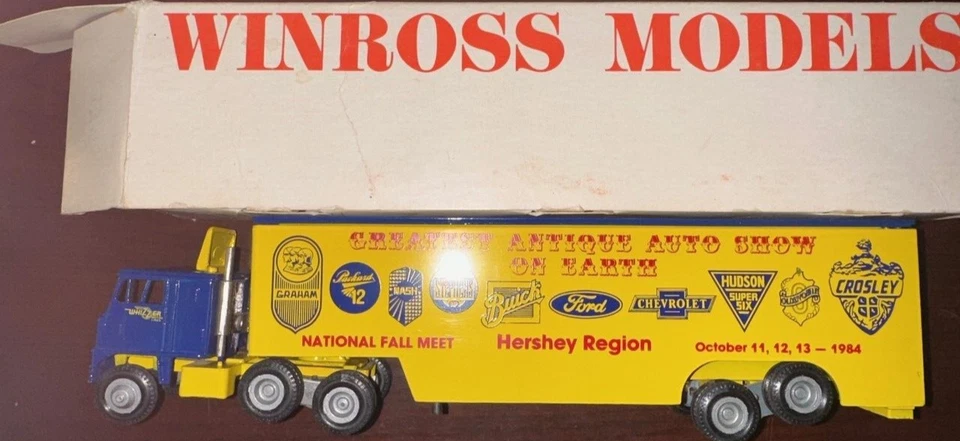 WINROSS MODELS
GREATEST ANTIQUE AUTO SHOW
ON EARTH
GRAHAM
Packard
12
NASH
Buick
Ford
CHEVROLET
HUDSON
SUPER
SIX
OLDSMOBILE
CROSLEY
NATIONAL FALL MEET
Hershey Region
October 11, 12, 13 — 1984